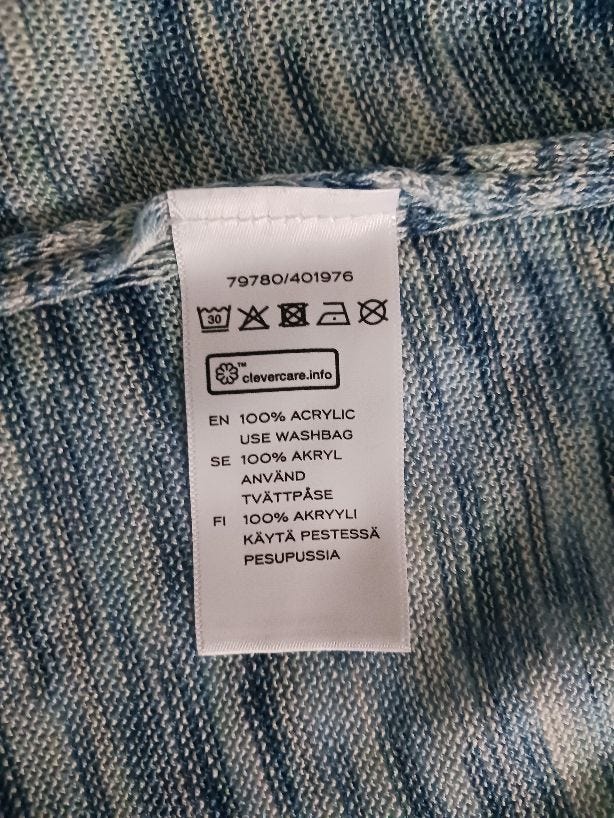 79780/401976
30
™ clevercare.info
EN 100% ACRYLIC
USE WASHBAG
SE 100% AKRYL
ANVÄND
TVÄTTPÅSE
FI 100% AKRYYLI
KÄYTÄ PESTESSÄ
PESUPUSSIA